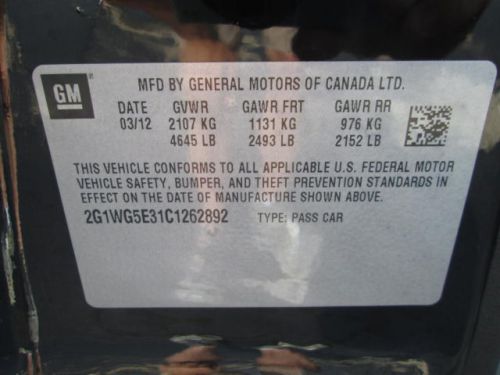 GM
MFD BY GENERAL MOTORS OF CANADA LTD.
DATE GVWR GAWR FRT GAWR RR
03/12 2107 KG 1131 KG 976 KG
4645 LB 2493 LB 2152 LB
THIS VEHICLE CONFORMS TO ALL APPLICABLE U.S. FEDERAL MOTOR
VEHICLE SAFETY, BUMPER, AND THEFT PREVENTION STANDARDS IN
EFFECT ON THE DATE OF MANUFACTURE SHOWN ABOVE.
2G1WG5E31C1262892 TYPE: PASS CAR